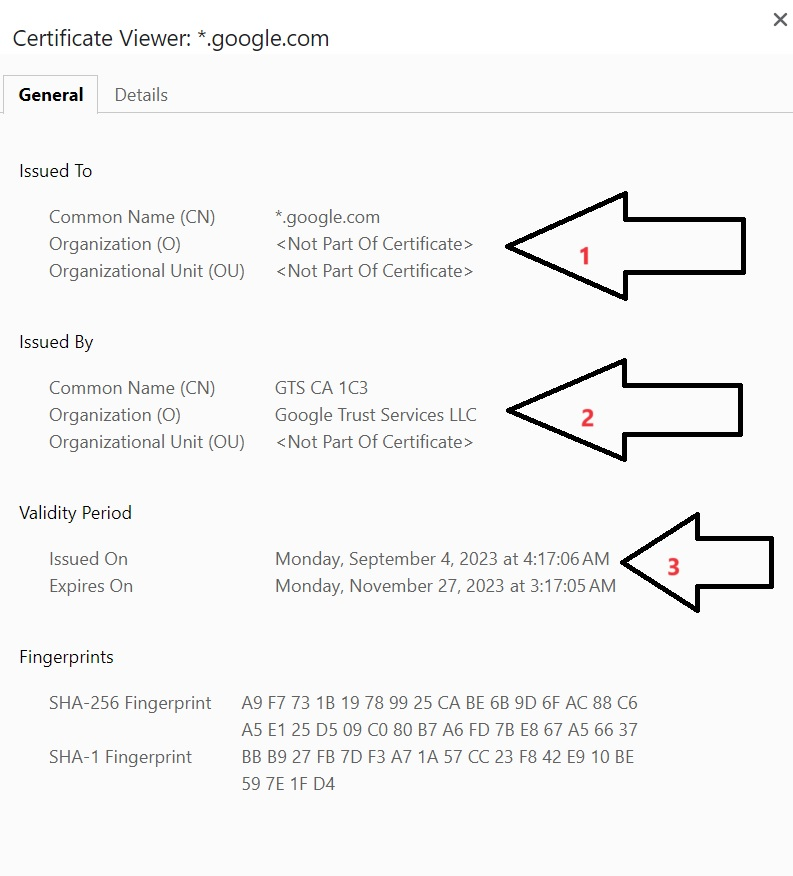 Certificate Viewer: *.google.com
General Details
Issued To
Common Name (CN) *.google.com
Organization (O) <Not Part Of Certificate>
Organizational Unit (OU) <Not Part Of Certificate>
1
Issued By
Common Name (CN) GTS CA 1C3
Organization (O) Google Trust Services LLC
Organizational Unit (OU) <Not Part Of Certificate>
2
Validity Period
Issued On Monday, September 4, 2023 at 4:17:06 AM
Expires On Monday, November 27, 2023 at 3:17:05 AM
3
Fingerprints
SHA-256 Fingerprint A9 F7 73 1B 19 78 99 25 CA BE 6B 9D 6F AC 88 C6
A5 E1 25 D5 09 C0 80 B7 A6 FD 7B E8 67 A5 66 37
SHA-1 Fingerprint BB B9 27 FB 7D F3 A7 1A 57 CC 23 F8 42 E9 10 BE
59 7E 1F D4